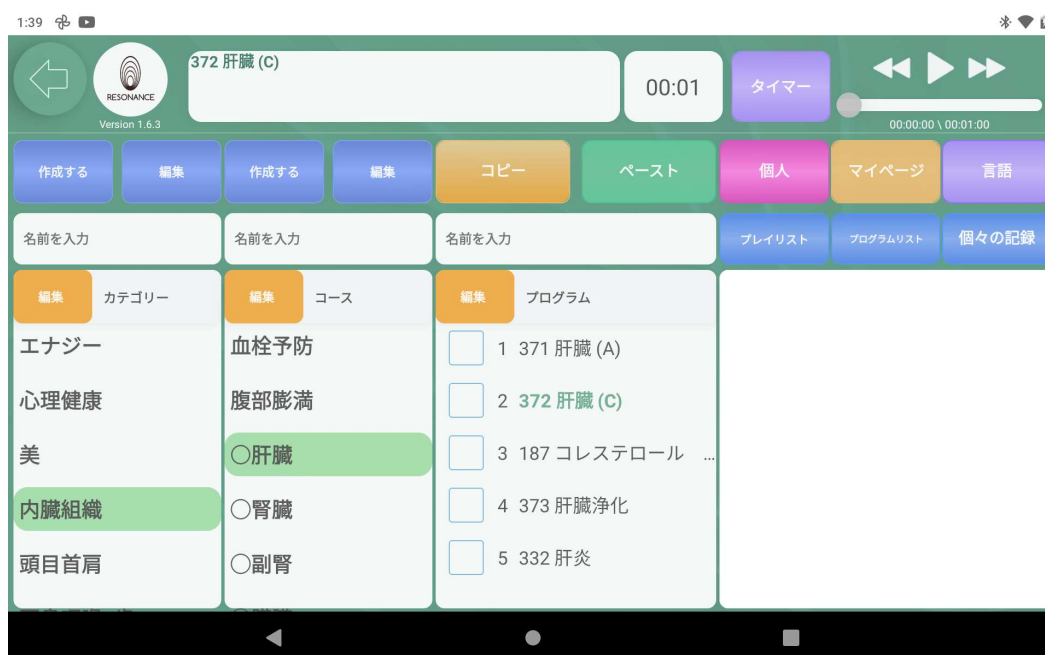 1:39
372 肝臓 (C)
00:01
タイマー
RESONANCE
Version 1.6.3
00:00:00 \ 00:01:00
作成する 編集 作成する 編集 コピー ペースト 個人 マイページ 言語
名前を入力 名前を入力 名前を入力 プレイリスト プログラムリスト 個々の記録
編集 カテゴリー 編集 コース 編集 プログラム
エナジー 血栓予防 1 371 肝臓 (A)
心理健康 腹部膨満 2 372 肝臓 (C)
美 〇肝臓 3 187 コレステロール ...
内臓組織 〇腎臓 4 373 肝臓浄化
頭目首肩 〇副腎 5 332 肝炎